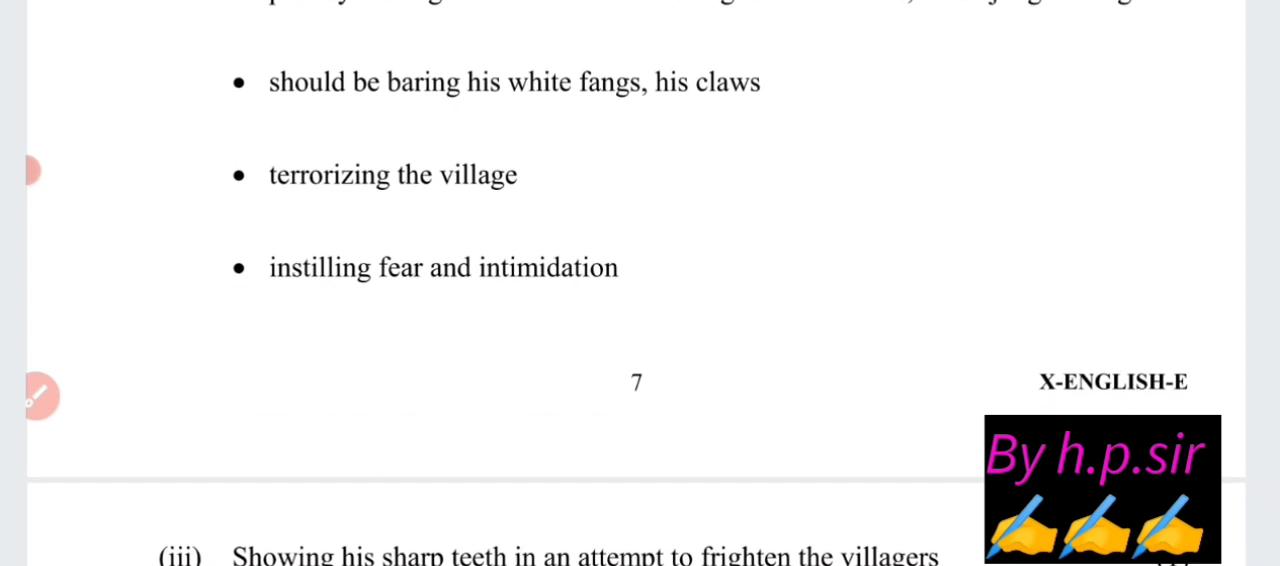 • should be baring his white fangs, his claws
• terrorizing the village
• instilling fear and intimidation
7
X-ENGLISH-E
By h.p.sir
✍✍✍
(iii) Showing his sharp teeth in an attempt to frighten the villagers